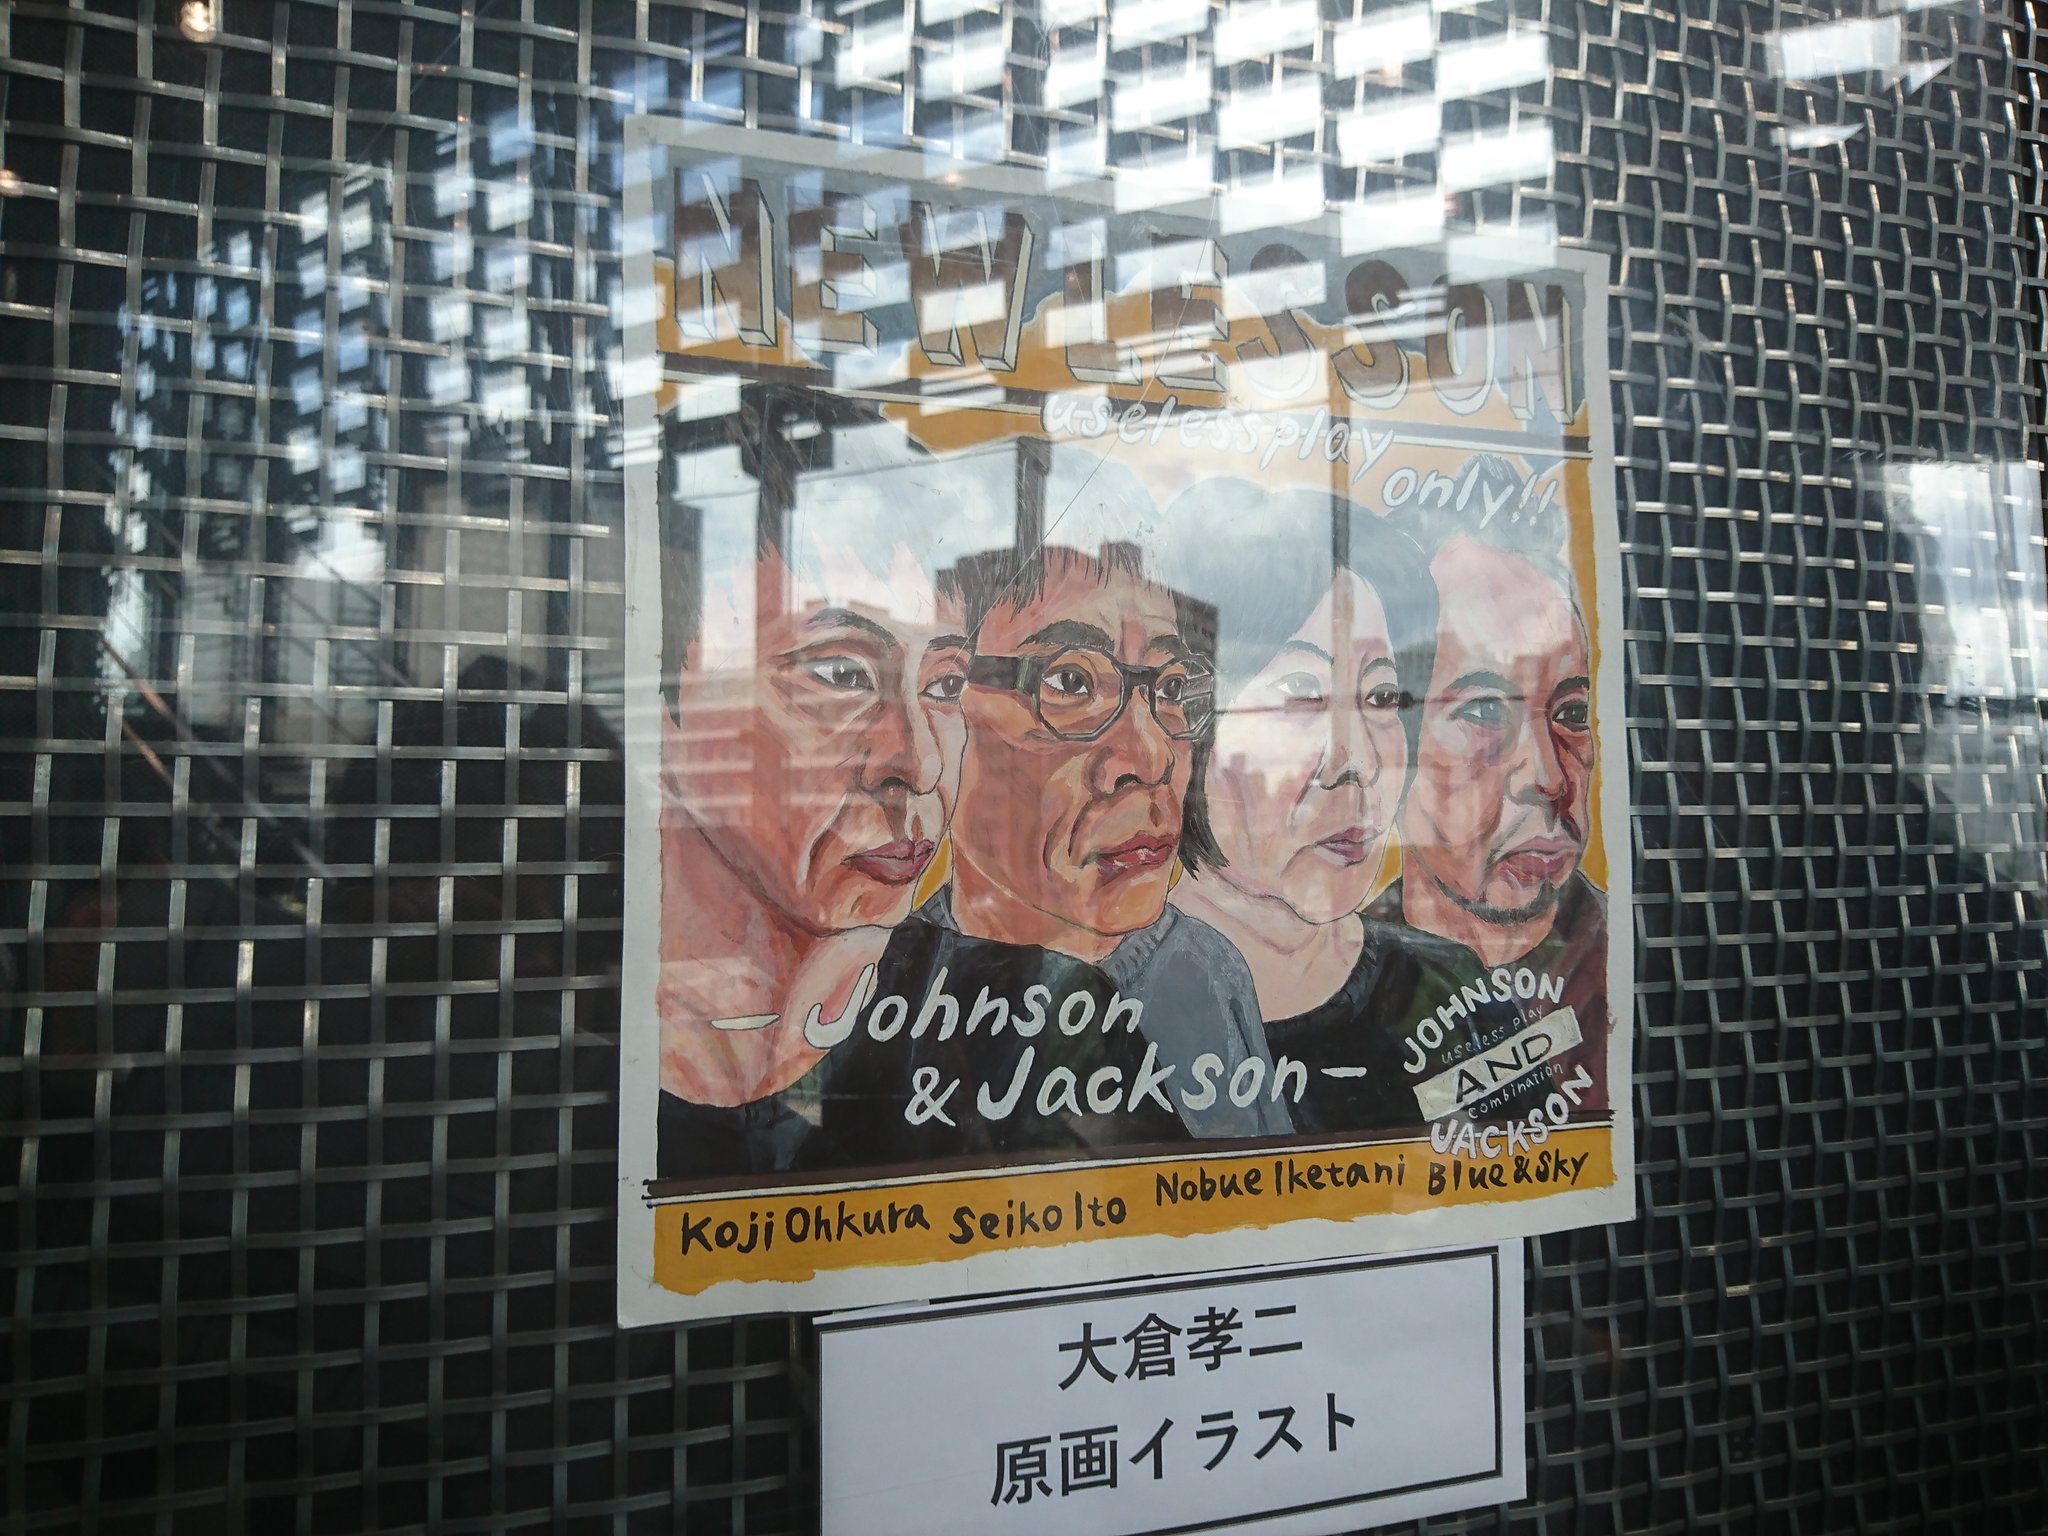 NEW LESSON
useless play
only!!
- Johnson
& Jackson -
JOHNSON
useless play
AND
combination
JACKSON
Koji Ohkura Seiko Ito Nobue Iketani Blue & Sky
大倉孝二
原画イラスト